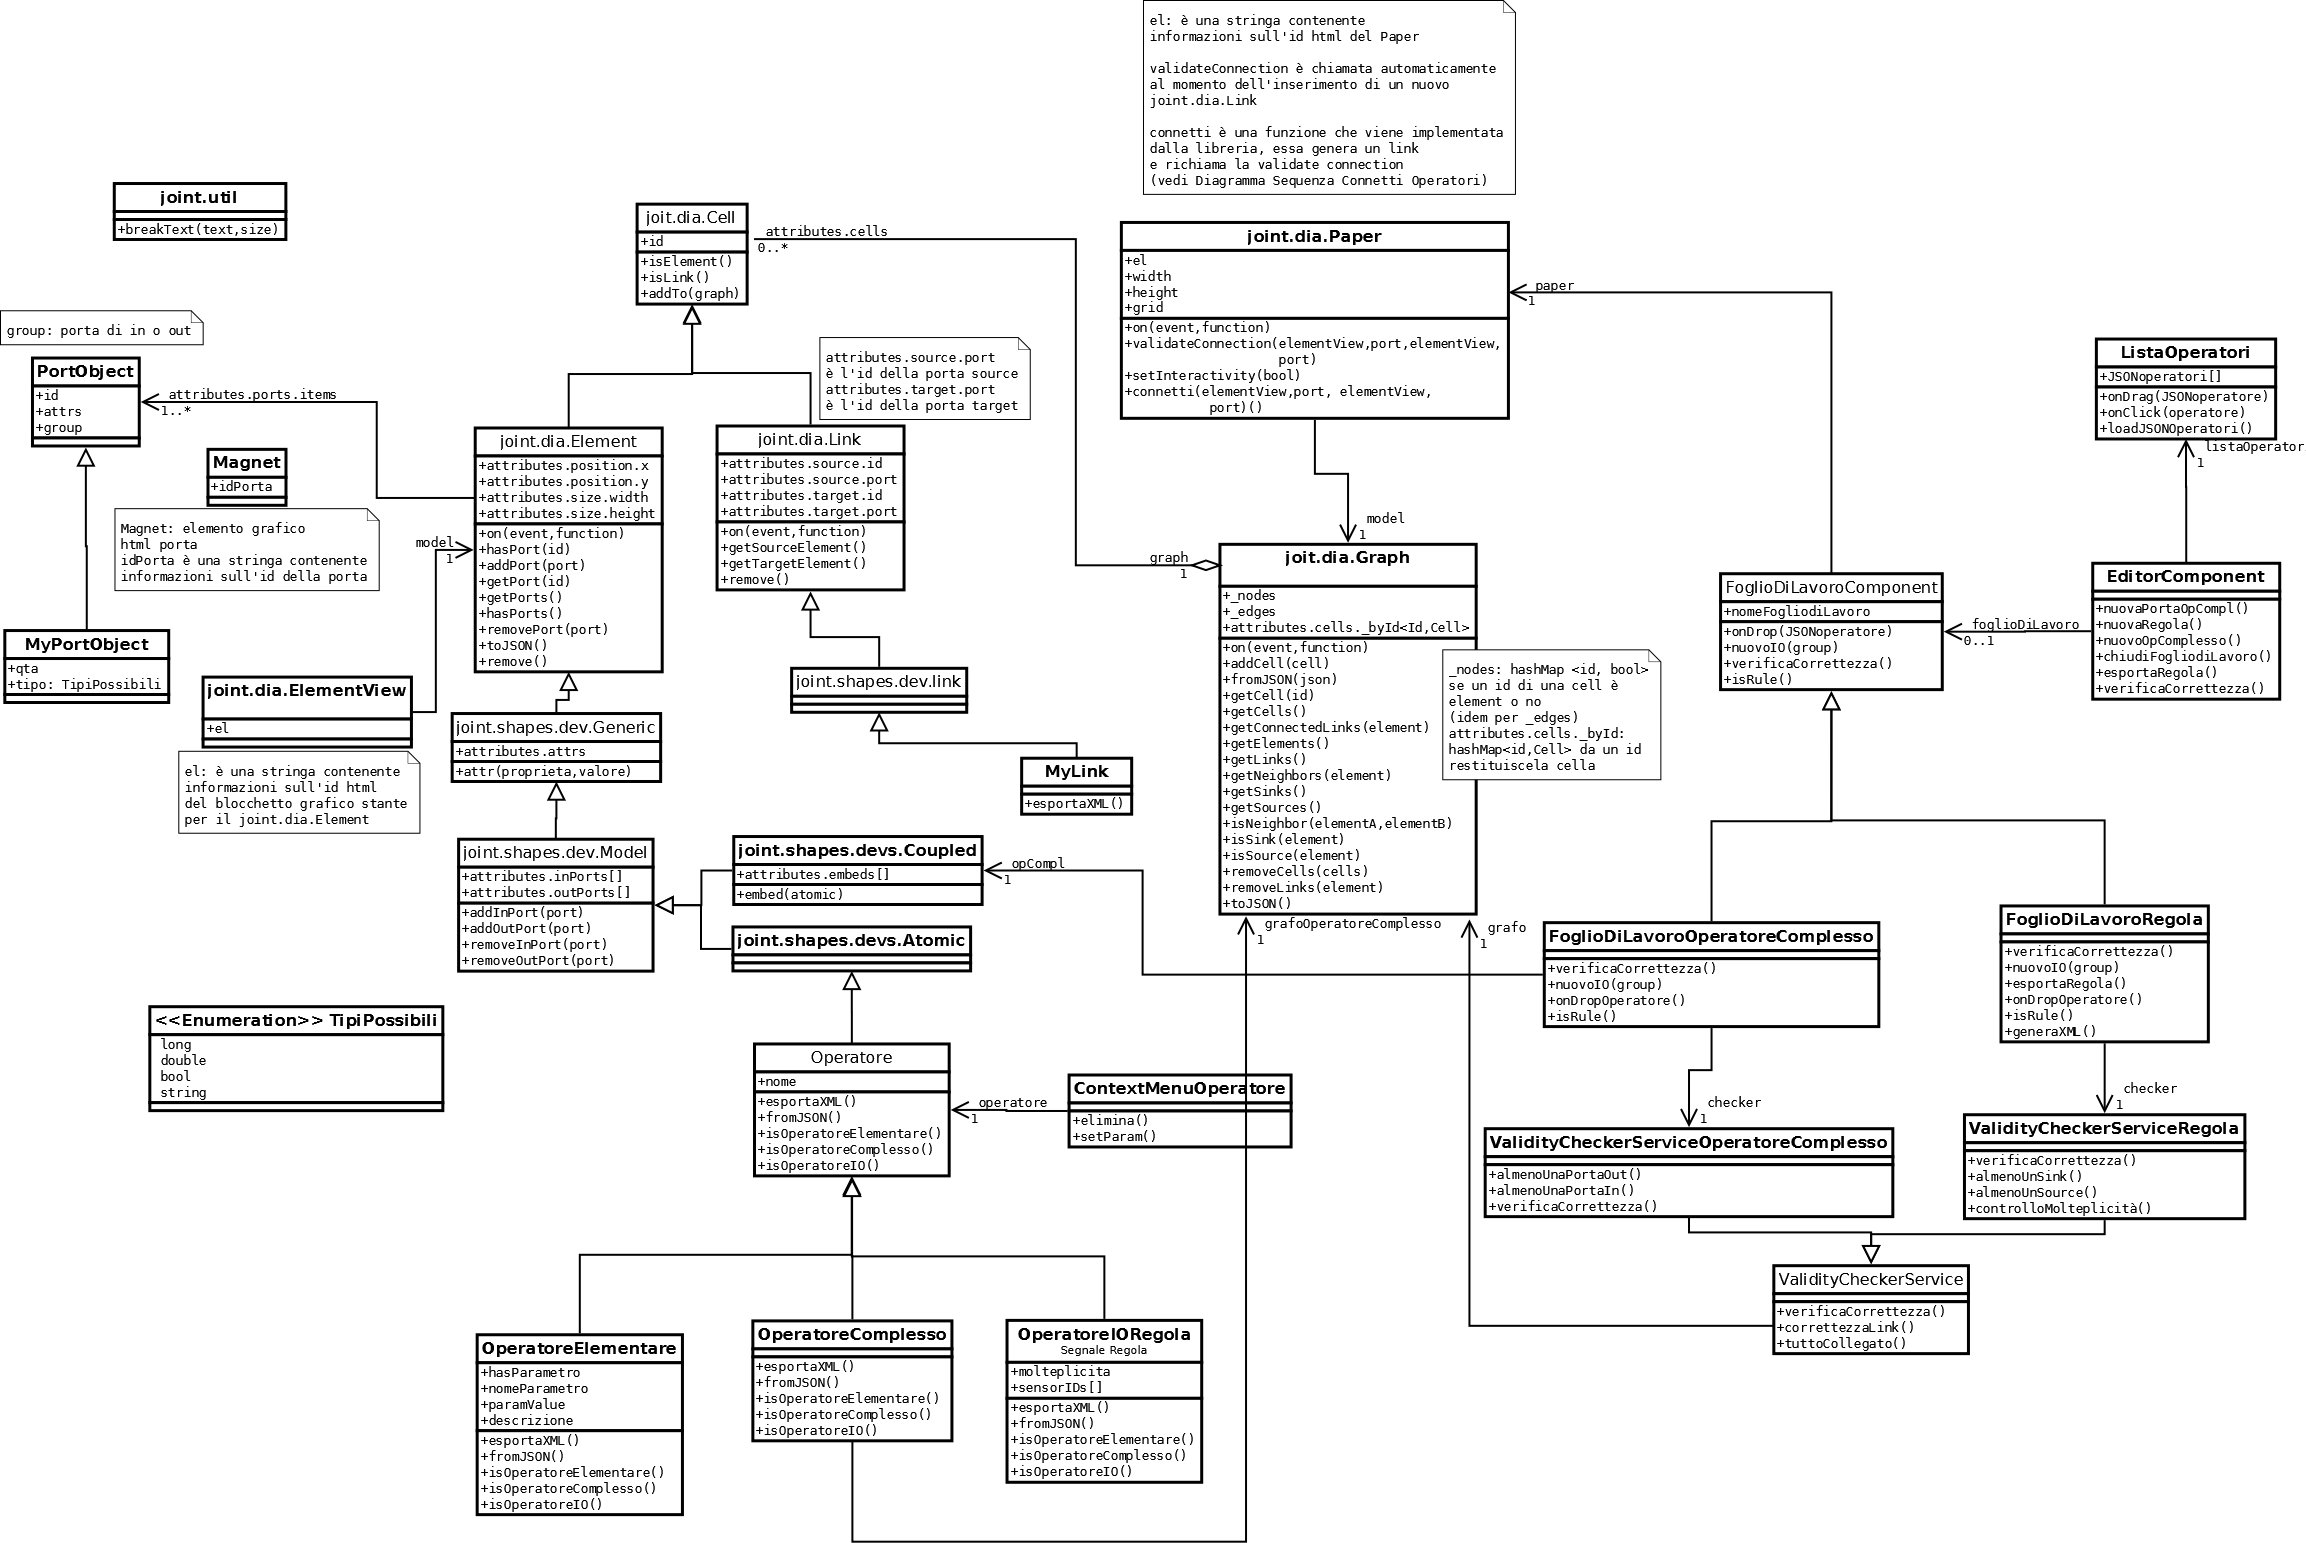 el: è una stringa contenente
informazioni sull'id html del Paper
validateConnection è chiamata automaticamente
al momento dell'inserimento di un nuovo
joint.dia.Link
connetti è una funzione che viene implementata
dalla libreria, essa genera un link
e richiama la validate connection
(vedi Diagramma Sequenza Connetti Operatori)
joint.util
+breakText(text,size)
joit.dia.Cell
+id
+isElement()
+isLink()
+addTo(graph)
attributes.cells
0..*
joint.dia.Paper
+el
+width
+height
+grid
+on(event,function)
+validateConnection(elementView,port,elementView,
port)
+setInteractivity(bool)
+connetti(elementView,port, elementView,
port)()
paper
1
group: porta di in o out
PortObject
+id
+attrs
+group
attributes.ports.items
1..*
attributes.source.port
è l'id della porta source
attributes.target.port
è l'id della porta target
ListaOperatori
+JSONoperatori[]
+onDrag(JSONoperatore)
+onClick(operatore)
+loadJSONOperatori()
listaOperator
1
Magnet
+idPorta
Magnet: elemento grafico
html porta
idPorta è una stringa contenente
informazioni sull'id della porta
joint.dia.Element
+attributes.position.x
+attributes.position.y
+attributes.size.width
+attributes.size.height
+on(event,function)
+hasPort(id)
+addPort(port)
+getPort(id)
+getPorts()
+hasPorts()
+removePort(port)
+toJSON()
+remove()
model
1
joint.dia.Link
+attributes.source.id
+attributes.source.port
+attributes.target.id
+attributes.target.port
+on(event,function)
+getSourceElement()
+getTargetElement()
+remove()
model
1
graph
1
joit.dia.Graph
+_nodes
+_edges
+attributes.cells._byId<Id,Cell>
+on(event,function)
+addCell(cell)
+fromJSON(json)
+getCell(id)
+getCells()
+getConnectedLinks(element)
+getElements()
+getLinks()
+getNeighbors(element)
+getSinks()
+getSources()
+isNeighbor(elementA,elementB)
+isSink(element)
+isSource(element)
+removeCells(cells)
+removeLinks(element)
+toJSON()
_nodes: hashMap <id, bool>
se un id di una cell è
element o no
(idem per _edges)
attributes.cells._byId:
hashMap<id,Cell> da un id
restituiscela cella
FoglioDiLavoroComponent
+nomeFogliodiLavoro
+onDrop(JSONoperatore)
+nuovoIO(group)
+verificaCorrettezza()
+isRule()
foglioDiLavoro
0..1
EditorComponent
+nuovaPortaOpCompl()
+nuovaRegola()
+nuovoOpComplesso()
+chiudiFogliodiLavoro()
+esportaRegola()
+verificaCorrettezza()
MyPortObject
+qta
+tipo: TipiPossibili
joint.dia.ElementView
+el
el: è una stringa contenente
informazioni sull'id html
del blocchetto grafico stante
per il joint.dia.Element
joint.shapes.dev.link
joint.shapes.dev.Generic
+attributes.attrs
+attr(proprieta,valore)
MyLink
+esportaXML()
joint.shapes.dev.Model
+attributes.inPorts[]
+attributes.outPorts[]
+addInPort(port)
+addOutPort(port)
+removeInPort(port)
+removeOutPort(port)
joint.shapes.devs.Coupled
+attributes.embeds[]
+embed(atomic)
opCompl
1
joint.shapes.devs.Atomic
grafoOperatoreComplesso
1
grafo
1
FoglioDiLavoroOperatoreComplesso
+verificaCorrettezza()
+nuovoIO(group)
+onDropOperatore()
+isRule()
FoglioDiLavoroRegola
+verificaCorrettezza()
+nuovoIO(group)
+esportaRegola()
+onDropOperatore()
+isRule()
+generaXML()
<<Enumeration>> TipiPossibili
long
double
bool
string
Operatore
+nome
+esportaXML()
+fromJSON()
+isOperatoreElementare()
+isOperatoreComplesso()
+isOperatoreIO()
operatore
1
ContextMenuOperatore
+elimina()
+setParam()
checker
1
checker
1
ValidityCheckerServiceOperatoreComplesso
+almenoUnaPortaOut()
+almenoUnaPortaIn()
+verificaCorrettezza()
ValidityCheckerServiceRegola
+verificaCorrettezza()
+almenoUnSink()
+almenoUnSource()
+controlloMolteplicità()
ValidityCheckerService
+verificaCorrettezza()
+correttezzaLink()
+tuttoCollegato()
OperatoreElementare
+hasParametro
+nomeParametro
+paramValue
+descrizione
+esportaXML()
+fromJSON()
+isOperatoreElementare()
+isOperatoreComplesso()
+isOperatoreIO()
OperatoreComplesso
+esportaXML()
+fromJSON()
+isOperatoreElementare()
+isOperatoreComplesso()
+isOperatoreIO()
OperatoreIORegola
Segnale Regola
+molteplicita
+sensorIDs[]
+esportaXML()
+fromJSON()
+isOperatoreElementare()
+isOperatoreComplesso()
+isOperatoreIO()